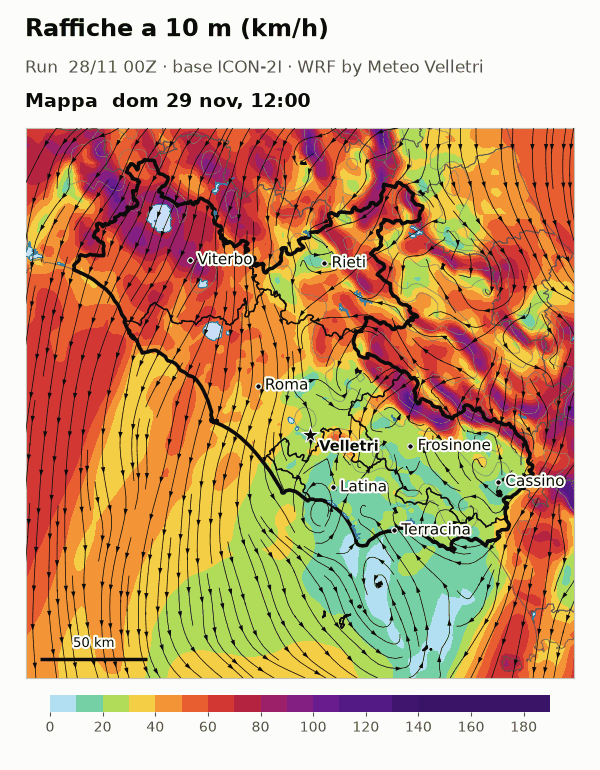 Raffiche a 10 m (km/h)
Run 28/11 00Z · base ICON-2I · WRF by Meteo Velletri
Mappa dom 29 nov, 12:00
Viterbo
Rieti
Roma
Velletri
Frosinone
Cassino
Latina
Terracina
50 km
0 20 40 60 80 100 120 140 160 180